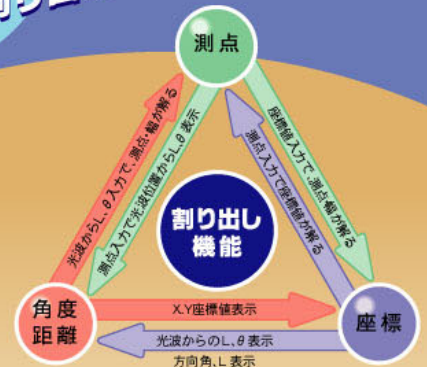 測点
光波からL、θ入力で、測点・幅が解る
測点入力で光波位置からL、θ表示
座標値入力で、測点・幅が解る
測点入力で座標値が解る
割り出し
機能
角度
距離
X.Y座標値表示
座標
光波からのL、θ表示
方向角、L表示